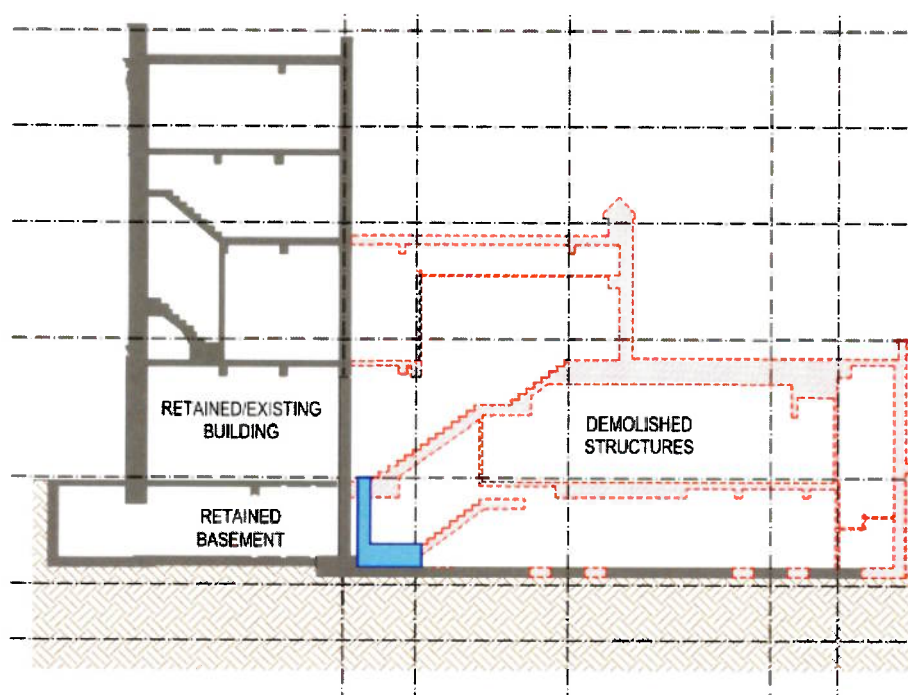 RETAINED/EXISTING
BUILDING
DEMOLISHED
STRUCTURES
RETAINED
BASEMENT